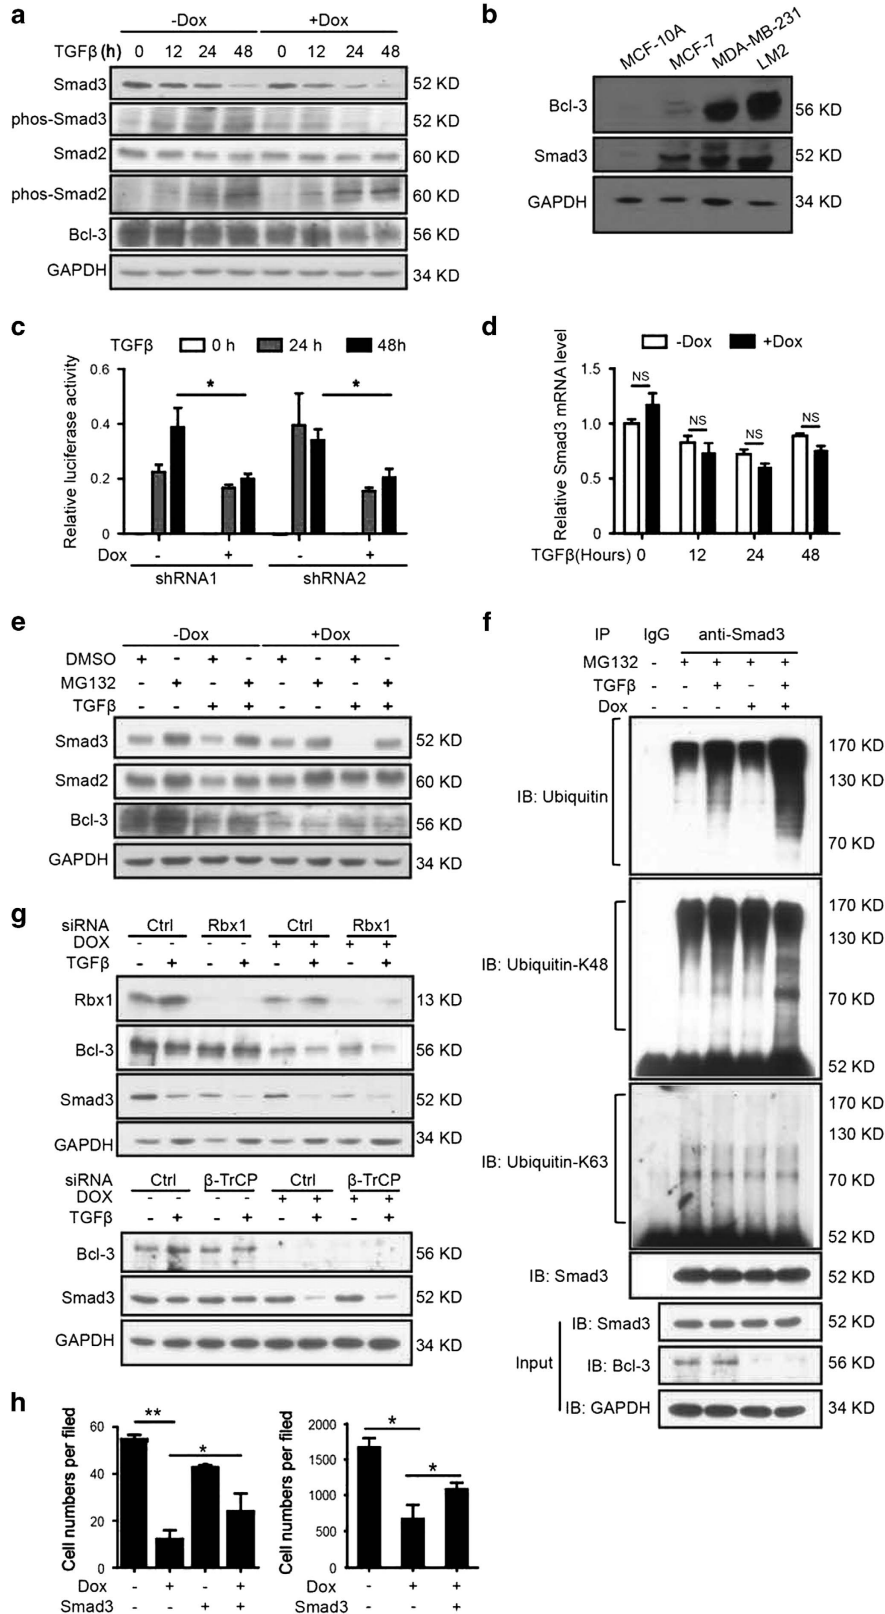 a
-Dox +Dox
TGFβ (h) 0 12 24 48 0 12 24 48
Smad3 52 KD
phos-Smad3 52 KD
Smad2 60 KD
phos-Smad2 60 KD
Bcl-3 56 KD
GAPDH 34 KD
b
MCF-10A MCF-7 MDA-MB-231 LM2
Bcl-3 56 KD
Smad3 52 KD
GAPDH 34 KD
c
TGFβ 0 h 24 h 48h
Relative luciferase activity
0.6
0.4
0.2
0
* *
Dox - + - +
shRNA1 shRNA2
d
-Dox +Dox
Relative Smad3 mRNA level
1.5
1.0
0.5
0
NS NS NS NS
TGFβ(Hours) 0 12 24 48
e
-Dox +Dox
DMSO + - + - + - + -
MG132 - + - + - + - +
TGFβ - - + + - - + +
Smad3 52 KD
Smad2 60 KD
Bcl-3 56 KD
GAPDH 34 KD
f
IP IgG anti-Smad3
MG132 - + + + +
TGFβ - - + - +
Dox - - - + +
IB: Ubiquitin
170 KD
130 KD
70 KD
IB: Ubiquitin-K48
170 KD
130 KD
70 KD
52 KD
IB: Ubiquitin-K63
170 KD
130 KD
70 KD
52 KD
IB: Smad3 52 KD
Input
IB: Smad3 52 KD
IB: Bcl-3 56 KD
IB: GAPDH 34 KD
g
siRNA Ctrl Rbx1 Ctrl Rbx1
DOX - - - - + + + +
TGFβ - + - + - + - +
Rbx1 13 KD
Bcl-3 56 KD
Smad3 52 KD
GAPDH 34 KD
siRNA Ctrl β-TrCP Ctrl β-TrCP
DOX - - - - + + + +
TGFβ - + - + - + - +
Bcl-3 56 KD
Smad3 52 KD
GAPDH 34 KD
h
Cell numbers per filed
60
40
20
0
** *
Dox - + - +
Smad3 - - + +
Cell numbers per filed
2000
1500
1000
500
0
* *
Dox - + +
Smad3 - - +